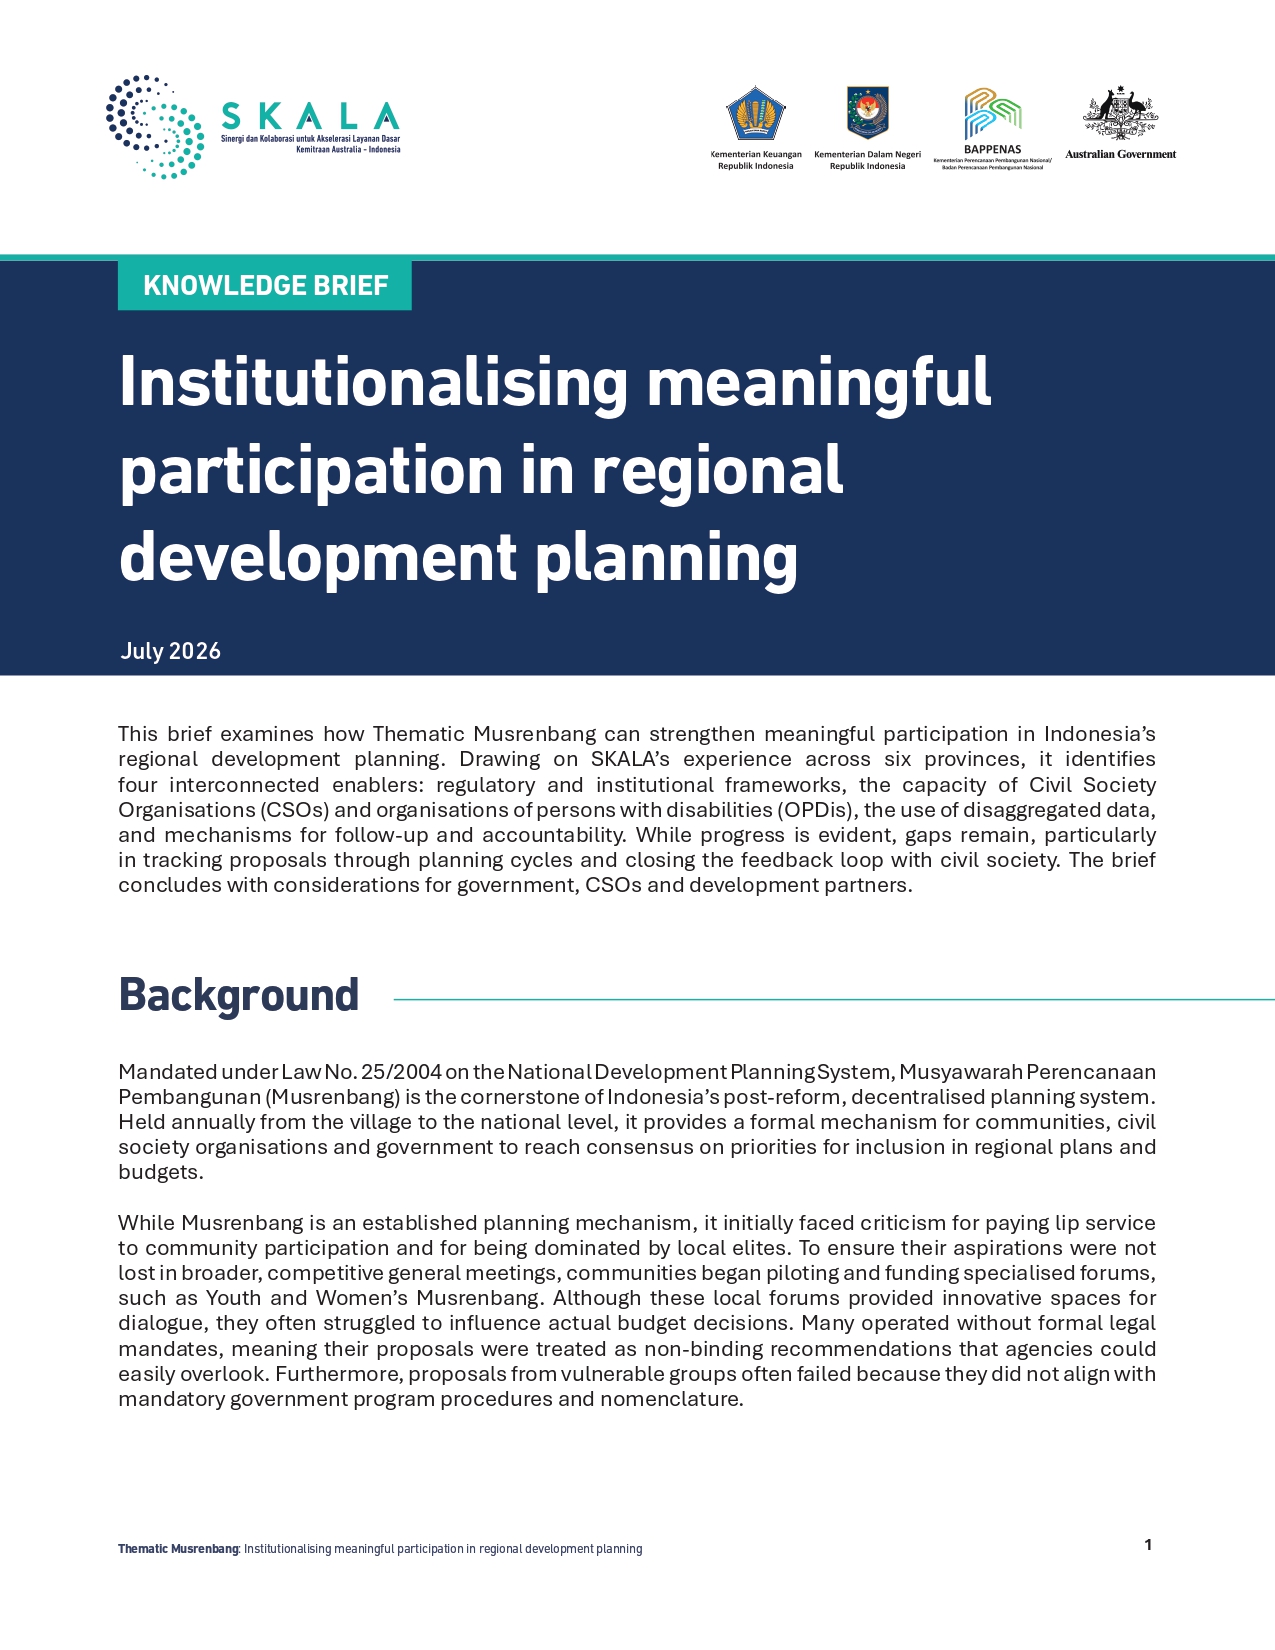 SKALA
Sinergi dan Kolaborasi untuk Akselerasi Layanan Dasar
Kemitraan Australia - Indonesia
Kementerian Keuangan
Republik Indonesia
Kementerian Dalam Negeri
Republik Indonesia
BAPPENAS
Kementerian Perencanaan Pembangunan Nasional/
Badan Perencanaan Pembangunan Nasional
Australian Government
KNOWLEDGE BRIEF
Institutionalising meaningful
participation in regional
development planning
July 2026
This brief examines how Thematic Musrenbang can strengthen meaningful participation in Indonesia’s
regional development planning. Drawing on SKALA’s experience across six provinces, it identifies
four interconnected enablers: regulatory and institutional frameworks, the capacity of Civil Society
Organisations (CSOs) and organisations of persons with disabilities (OPDis), the use of disaggregated data,
and mechanisms for follow-up and accountability. While progress is evident, gaps remain, particularly
in tracking proposals through planning cycles and closing the feedback loop with civil society. The brief
concludes with considerations for government, CSOs and development partners.
Background
Mandated under Law No. 25/2004 on the National Development Planning System, Musyawarah Perencanaan
Pembangunan (Musrenbang) is the cornerstone of Indonesia’s post-reform, decentralised planning system.
Held annually from the village to the national level, it provides a formal mechanism for communities, civil
society organisations and government to reach consensus on priorities for inclusion in regional plans and
budgets.
While Musrenbang is an established planning mechanism, it initially faced criticism for paying lip service
to community participation and for being dominated by local elites. To ensure their aspirations were not
lost in broader, competitive general meetings, communities began piloting and funding specialised forums,
such as Youth and Women’s Musrenbang. Although these local forums provided innovative spaces for
dialogue, they often struggled to influence actual budget decisions. Many operated without formal legal
mandates, meaning their proposals were treated as non-binding recommendations that agencies could
easily overlook. Furthermore, proposals from vulnerable groups often failed because they did not align with
mandatory government program procedures and nomenclature.
Thematic Musrenbang: Institutionalising meaningful participation in regional development planning
1